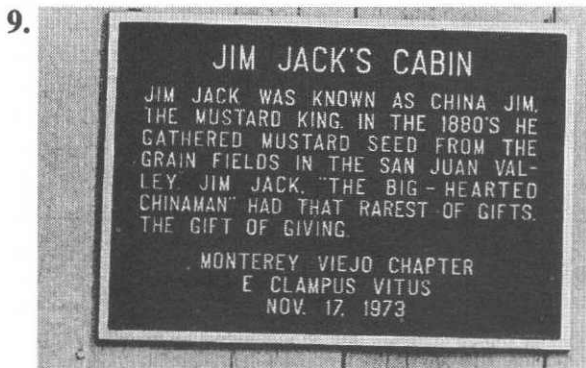 9.
JIM JACK'S CABIN
JIM JACK WAS KNOWN AS CHINA JIM,
THE MUSTARD KING. IN THE 1880'S HE
GATHERED MUSTARD SEED FROM THE
GRAIN FIELDS IN THE SAN JUAN VAL-
LEY. JIM JACK, "THE BIG-HEARTED
CHINAMAN" HAD THAT RAREST OF GIFTS,
THE GIFT OF GIVING.
MONTEREY VIEJO CHAPTER
E CLAMPUS VITUS
NOV. 17, 1973